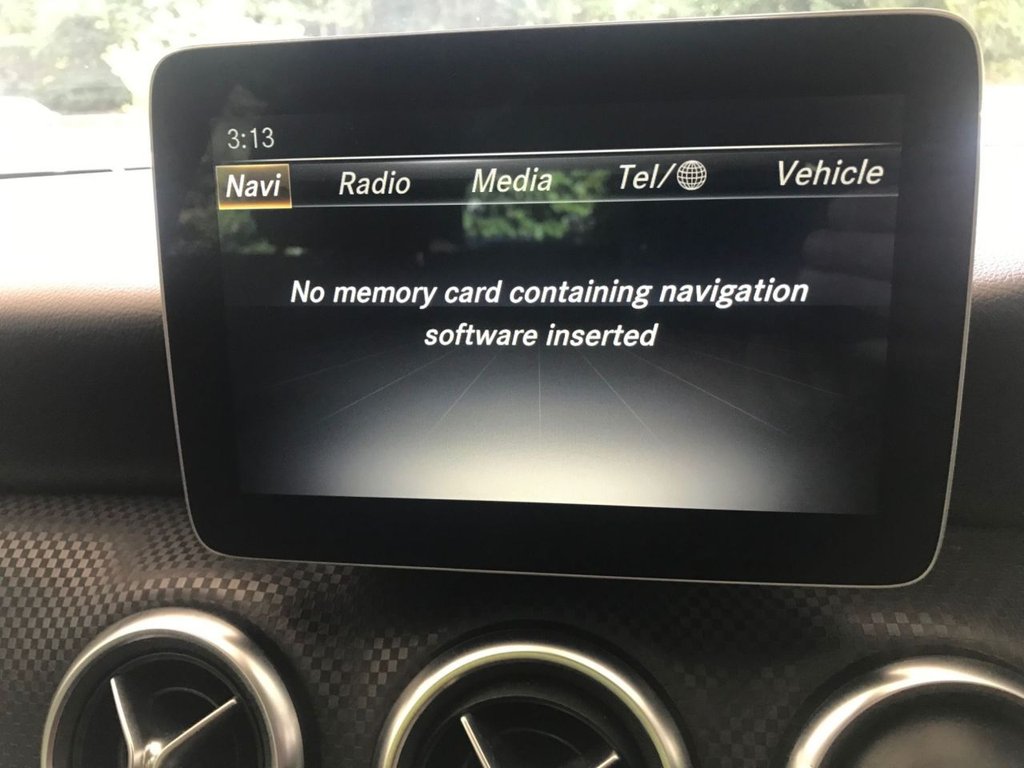 3:13
Navi Radio Media Tel/ Vehicle
No memory card containing navigation
software inserted